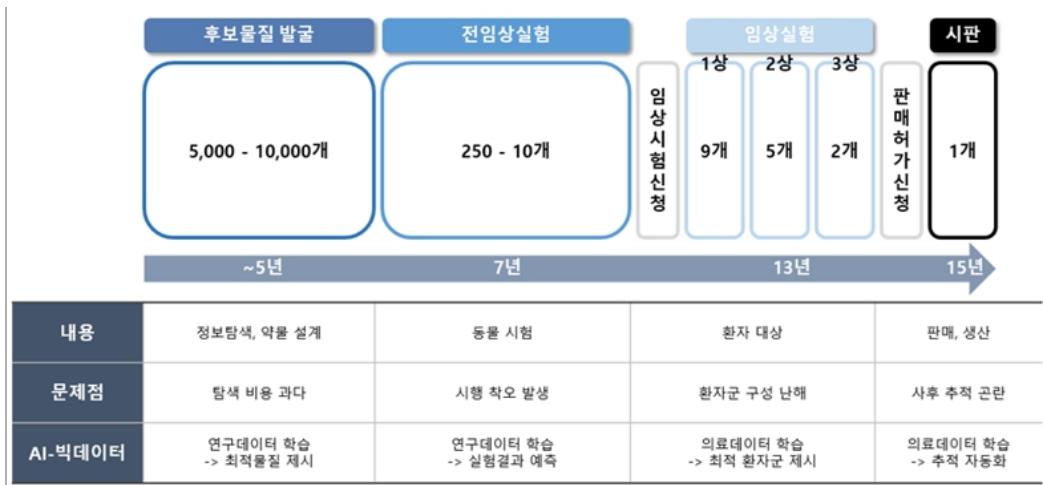 후보물질 발굴
전임상실험
임상실험
시판
1상
2상
3상
5,000 - 10,000개
250 - 10개
임상시험신청
9개
5개
2개
판매허가신청
1개
~5년
7년
13년
15년
내용
정보탐색, 약물 설계
동물 시험
환자 대상
판매, 생산
문제점
탐색 비용 과다
시행 착오 발생
환자군 구성 난해
사후 추적 곤란
AI-빅데이터
연구데이터 학습
-> 최적물질 제시
연구데이터 학습
-> 실험결과 예측
의료데이터 학습
-> 최적 환자군 제시
의료데이터 학습
-> 추적 자동화